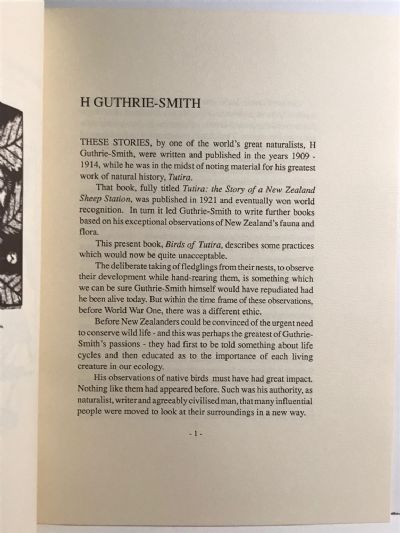 H GUTHRIE-SMITH
THESE STORIES, by one of the world's great naturalists, H
Guthrie-Smith, were written and published in the years 1909 -
1914, while he was in the midst of noting material for his greatest
work of natural history, Tutira.
That book, fully titled Tutira: the Story of a New Zealand
Sheep Station, was published in 1921 and eventually won world
recognition. In turn it led Guthrie-Smith to write further books
based on his exceptional observations of New Zealand's fauna and
flora.
This present book, Birds of Tutira, describes some practices
which would now be quite unacceptable.
The deliberate taking of fledglings from their nests, to observe
their development while hand-rearing them, is something which
we can be sure Guthrie-Smith himself would have repudiated had
he been alive today. But within the time frame of these observations,
before World War One, there was a different ethic.
Before New Zealanders could be convinced of the urgent need
to conserve wild life - and this was perhaps the greatest of Guthrie-
Smith's passions - they had first to be told something about life
cycles and then educated as to the importance of each living
creature in our ecology.
His observations of native birds must have had great impact.
Nothing like them had appeared before. Such was his authority, as
naturalist, writer and agreeably civilised man, that many influential
people were moved to look at their surroundings in a new way.
- 1 -